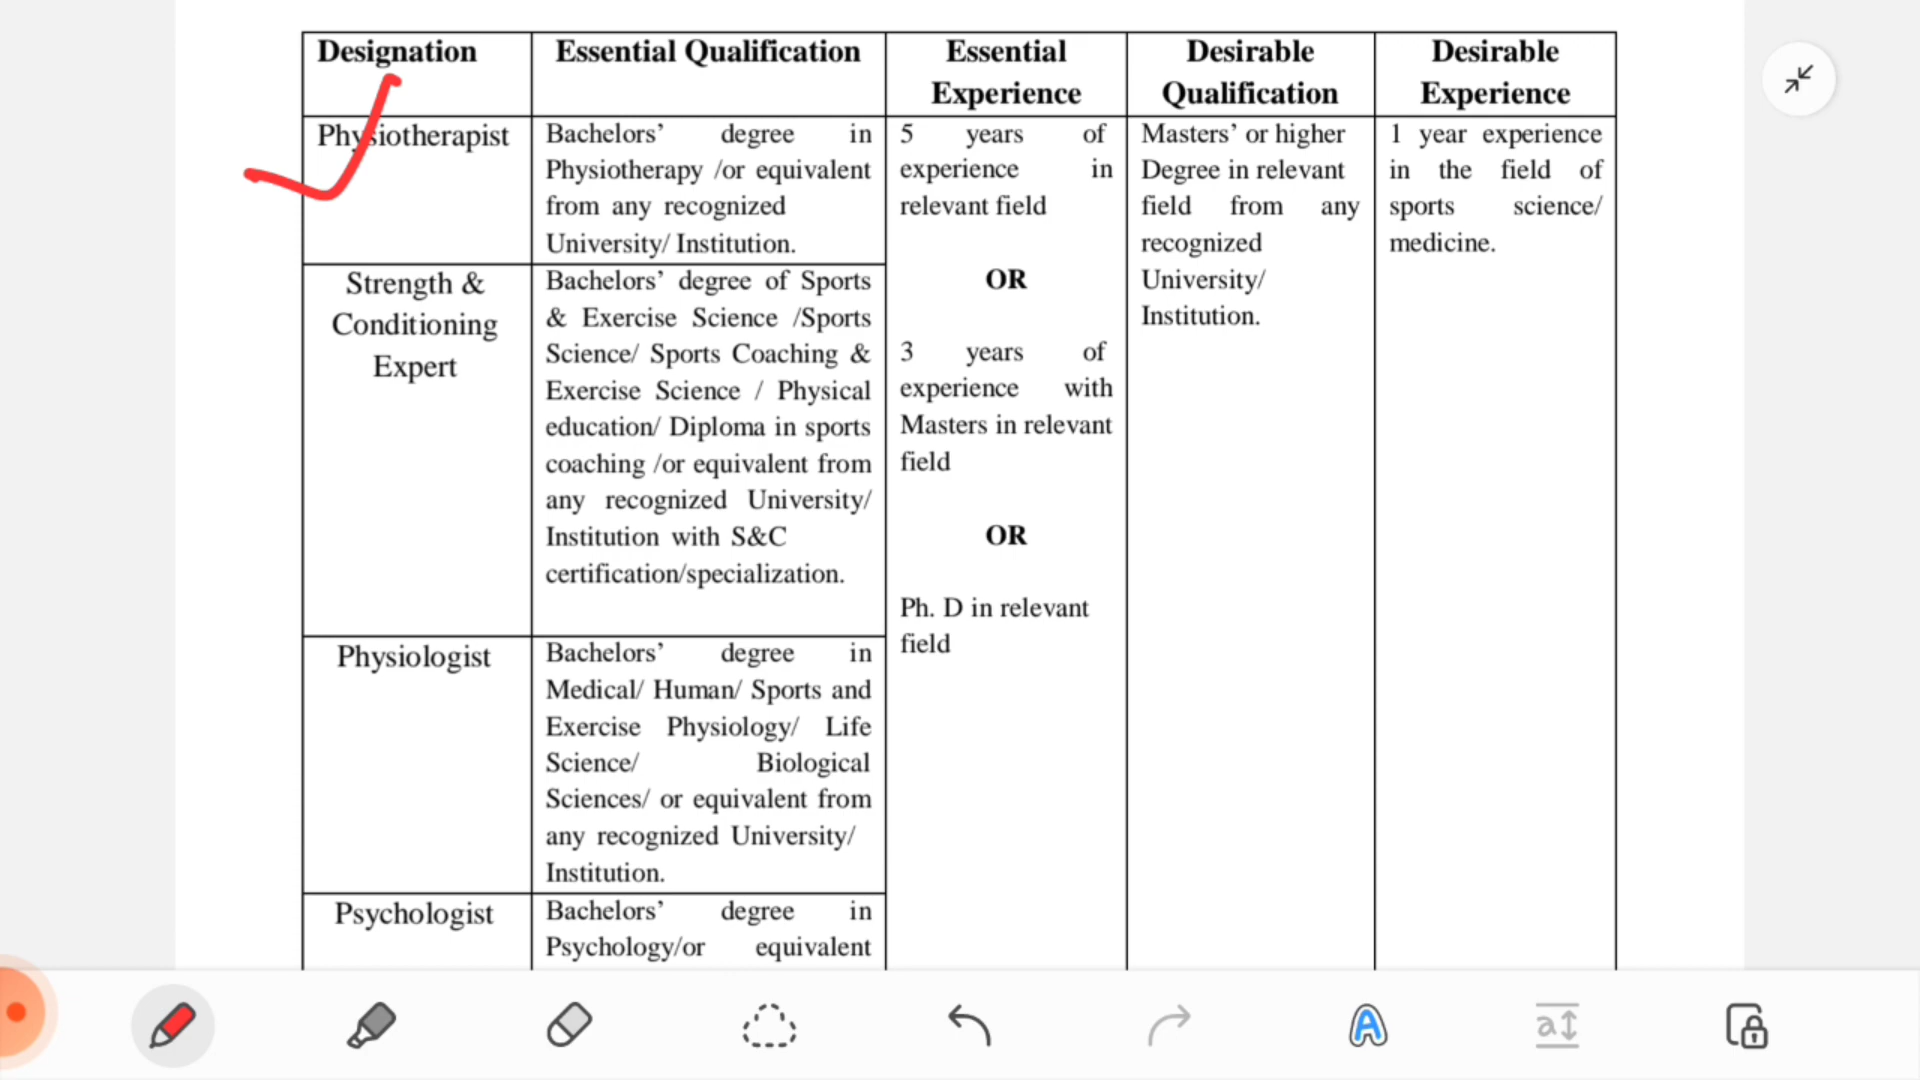 Designation
Essential Qualification
Essential
Experience
Desirable
Qualification
Desirable
Experience
Physiotherapist
Bachelors’ degree in
Physiotherapy /or equivalent
from any recognized
University/ Institution.
5 years of
experience in
relevant field
OR
3 years of
experience with
Masters in relevant
field
OR
Ph. D in relevant
field
Masters’ or higher
Degree in relevant
field from any
recognized
University/
Institution.
1 year experience
in the field of
sports science/
medicine.
Strength &
Conditioning
Expert
Bachelors’ degree of Sports
& Exercise Science /Sports
Science/ Sports Coaching &
Exercise Science / Physical
education/ Diploma in sports
coaching /or equivalent from
any recognized University/
Institution with S&C
certification/specialization.
Physiologist
Bachelors’ degree in
Medical/ Human/ Sports and
Exercise Physiology/ Life
Science/ Biological
Sciences/ or equivalent from
any recognized University/
Institution.
Psychologist
Bachelors’ degree in
Psychology/or equivalent
A
a